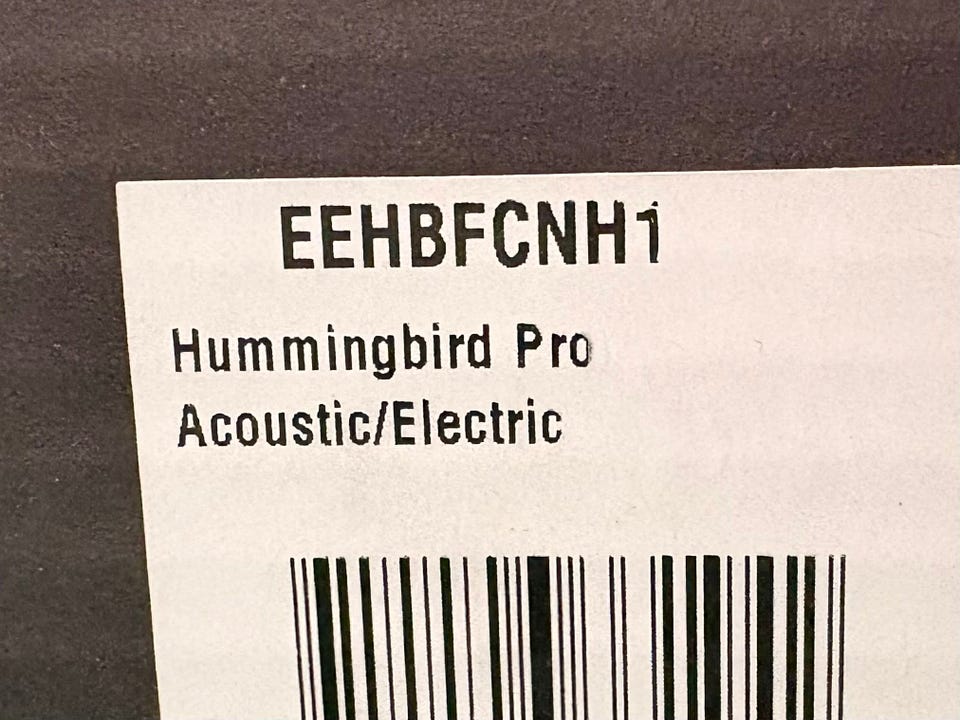 EEHBFCNH1
Hummingbird Pro
Acoustic/Electric